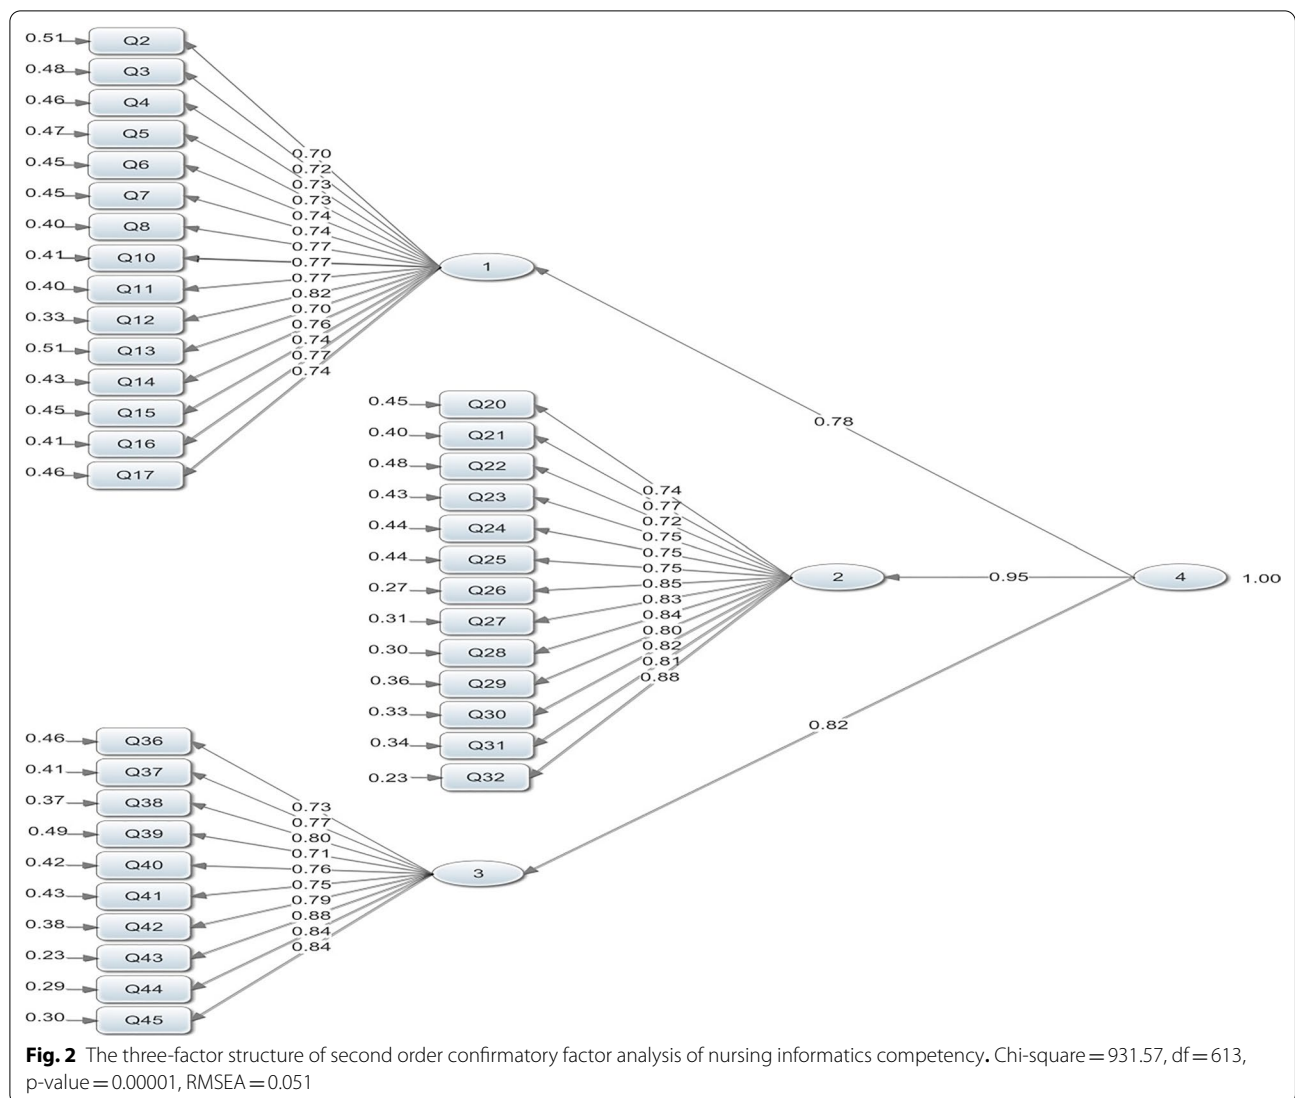 0.51 Q2
0.48 Q3
0.46 Q4
0.47 Q5
0.45 Q6
0.45 Q7
0.40 Q8
0.41 Q10
0.40 Q11
0.33 Q12
0.51 Q13
0.43 Q14
0.45 Q15
0.41 Q16
0.46 Q17
0.70
0.72
0.73
0.73
0.74
0.74
0.77
0.77
0.77
0.82
0.70
0.76
0.74
0.77
0.74
1
0.78
0.45 Q20
0.40 Q21
0.48 Q22
0.43 Q23
0.44 Q24
0.44 Q25
0.27 Q26
0.31 Q27
0.30 Q28
0.36 Q29
0.33 Q30
0.34 Q31
0.23 Q32
0.74
0.77
0.72
0.75
0.75
0.75
0.85
0.83
0.84
0.80
0.82
0.81
0.88
2
0.95
4
1.00
0.82
0.46 Q36
0.41 Q37
0.37 Q38
0.49 Q39
0.42 Q40
0.43 Q41
0.38 Q42
0.23 Q43
0.29 Q44
0.30 Q45
0.73
0.77
0.80
0.71
0.76
0.75
0.79
0.88
0.84
0.84
3
Fig. 2 The three-factor structure of second order confirmatory factor analysis of nursing informatics competency. Chi-square = 931.57, df = 613,
p-value = 0.00001, RMSEA = 0.051